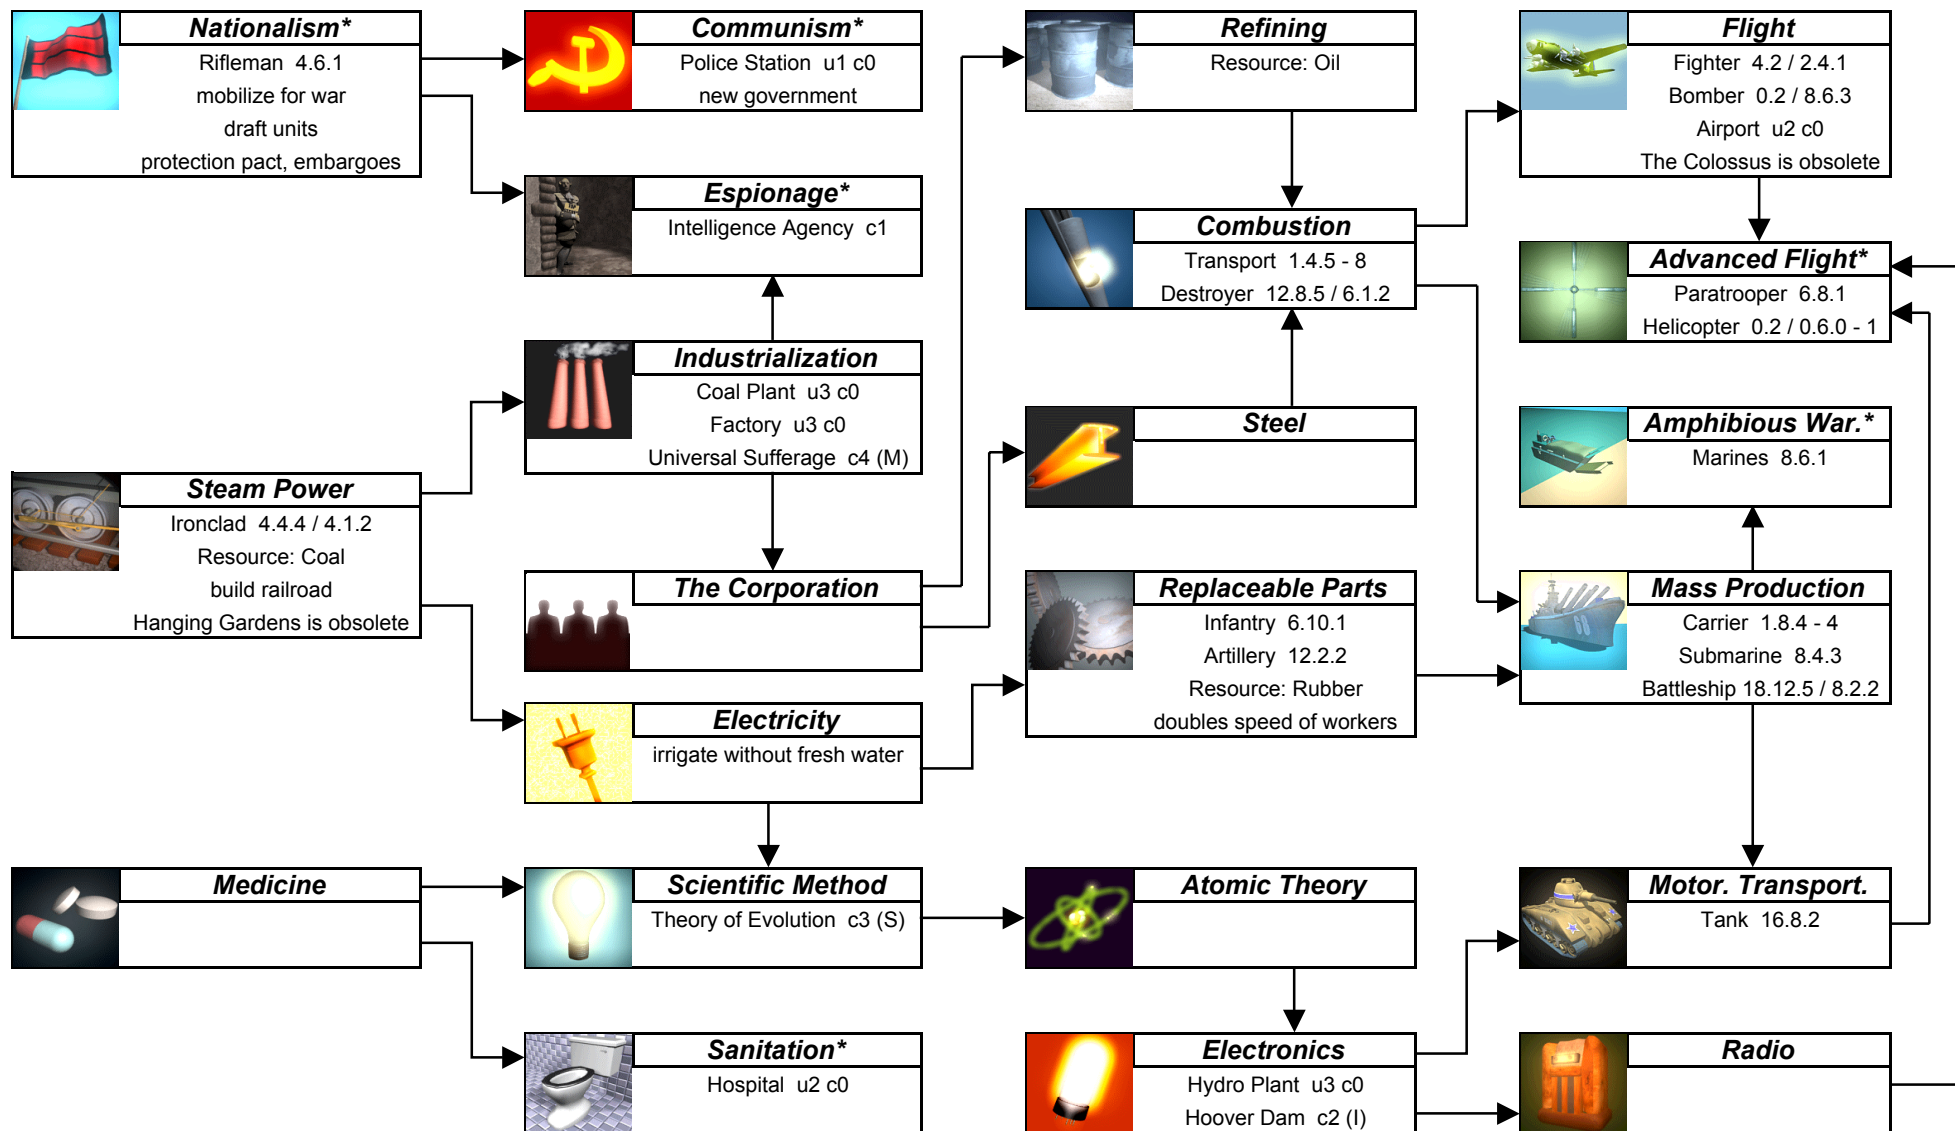 Nationalism*
Rifleman 4.6.1
mobilize for war
draft units
protection pact, embargoes
Steam Power
Ironclad 4.4.4 / 4.1.2
Resource: Coal
build railroad
Hanging Gardens is obsolete
Medicine
Communism*
Police Station u1 c0
new government
Espionage*
Intelligence Agency c1
Industrialization
Coal Plant u3 c0
Factory u3 c0
Universal Sufferage c4 (M)
The Corporation
Electricity
irrigate without fresh water
Scientific Method
Theory of Evolution c3 (S)
Sanitation*
Hospital u2 c0
Refining
Resource: Oil
Combustion
Transport 1.4.5 - 8
Destroyer 12.8.5 / 6.1.2
Steel
Replaceable Parts
Infantry 6.10.1
Artillery 12.2.2
Resource: Rubber
doubles speed of workers
Atomic Theory
Electronics
Hydro Plant u3 c0
Hoover Dam c2 (I)
Flight
Fighter 4.2 / 2.4.1
Bomber 0.2 / 8.6.3
Airport u2 c0
The Colossus is obsolete
Advanced Flight*
Paratrooper 6.8.1
Helicopter 0.2 / 0.6.0 - 1
Amphibious War.*
Marines 8.6.1
Mass Production
Carrier 1.8.4 - 4
Submarine 8.4.3
Battleship 18.12.5 / 8.2.2
Motor. Transport.
Tank 16.8.2
Radio